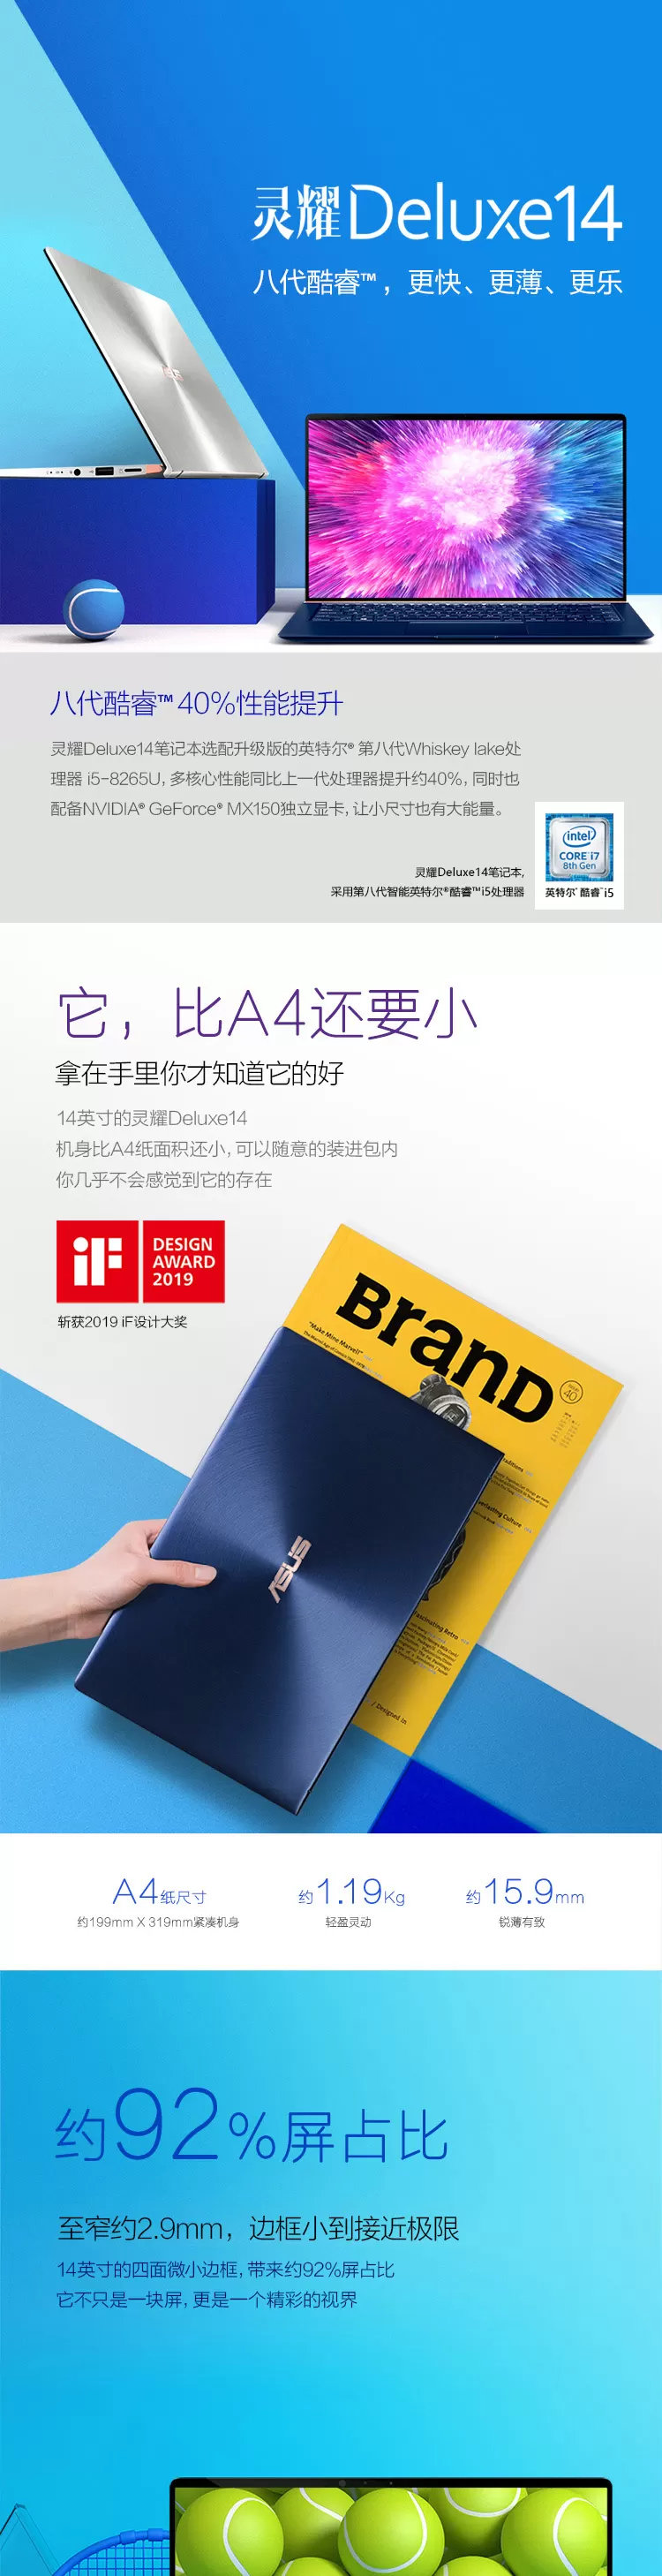 灵耀Deluxe14
八代酷睿™，更快、更薄、更乐
八代酷睿™ 40%性能提升
灵耀Deluxe14笔记本选配升级版的英特尔® 第八代Whiskey lake处
理器 i5-8265U, 多核心性能同比上一代处理器提升约40%, 同时也
配备NVIDIA® GeForce® MX150独立显卡, 让小尺寸也有大能量。
intel
CORE i7
8th Gen
灵耀Deluxe14笔记本,
采用第八代智能英特尔®酷睿™i5处理器
英特尔® 酷睿™ i5
它，比A4还要小
拿在手里你才知道它的好
14英寸的灵耀Deluxe14
机身比A4纸面积还小, 可以随意的装进包内
你几乎不会感觉到它的存在
iF
DESIGN
AWARD
2019
斩获2019 iF设计大奖
BranD
"Make Mine Marvel!"
40
Fascinating Retro
/ Designed in
ASUS
A4纸尺寸
约199mm X 319mm紧凑机身
约1.19Kg
轻盈灵动
约15.9mm
锐薄有致
约92%屏占比
至窄约2.9mm，边框小到接近极限
14英寸的四面微小边框, 带来约92%屏占比
它不只是一块屏, 更是一个精彩的视界